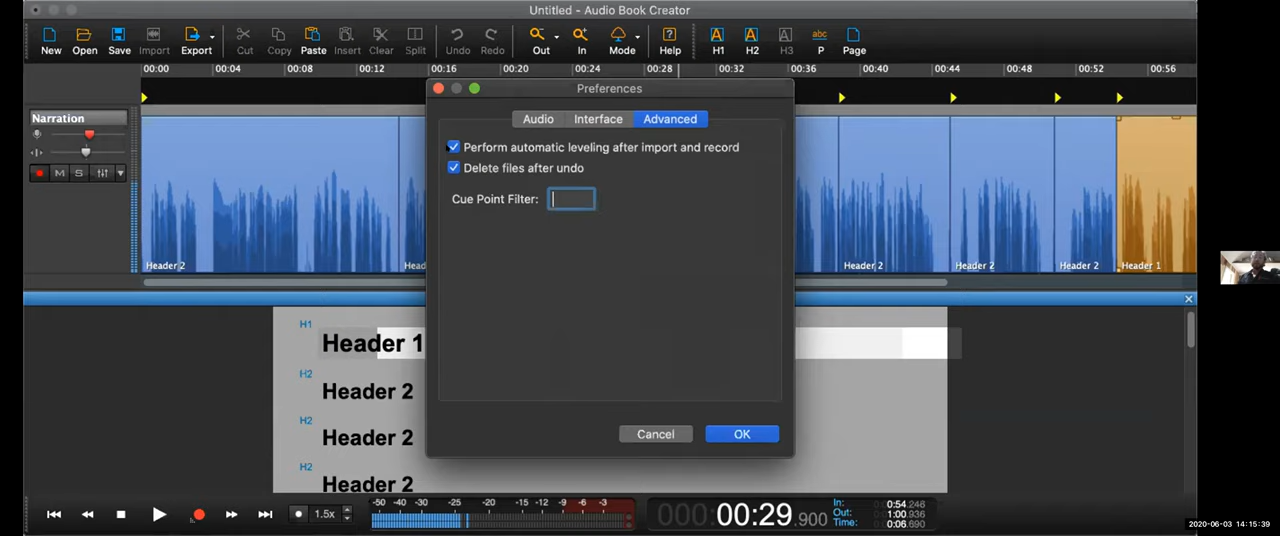 Untitled - Audio Book Creator
New Open Save Import Export Cut Copy Paste Insert Clear Split Undo Redo Out In Mode Help H1 H2 H3 P Page
00:00 00:04 00:08 00:12 00:16 00:20 00:24 00:28 00:32 00:36 00:40 00:44 00:48 00:52 00:56
Preferences
Narration
Audio Interface Advanced
Perform automatic leveling after import and record
Delete files after undo
M S
Cue Point Filter:
Header 2 Header 2 Header 2 Header 2 Header 1
H1
Header 1
H2
Header 2
H2
Header 2
H2
Header 2
Cancel OK
-50 -40 -30 -25 -20 -15 -12 -9 -6 -3
1.5x
000:00:29.900
In: 0:54.246
Out: 1:00.936
Time: 0:06.690
2020-06-03 14:15:39